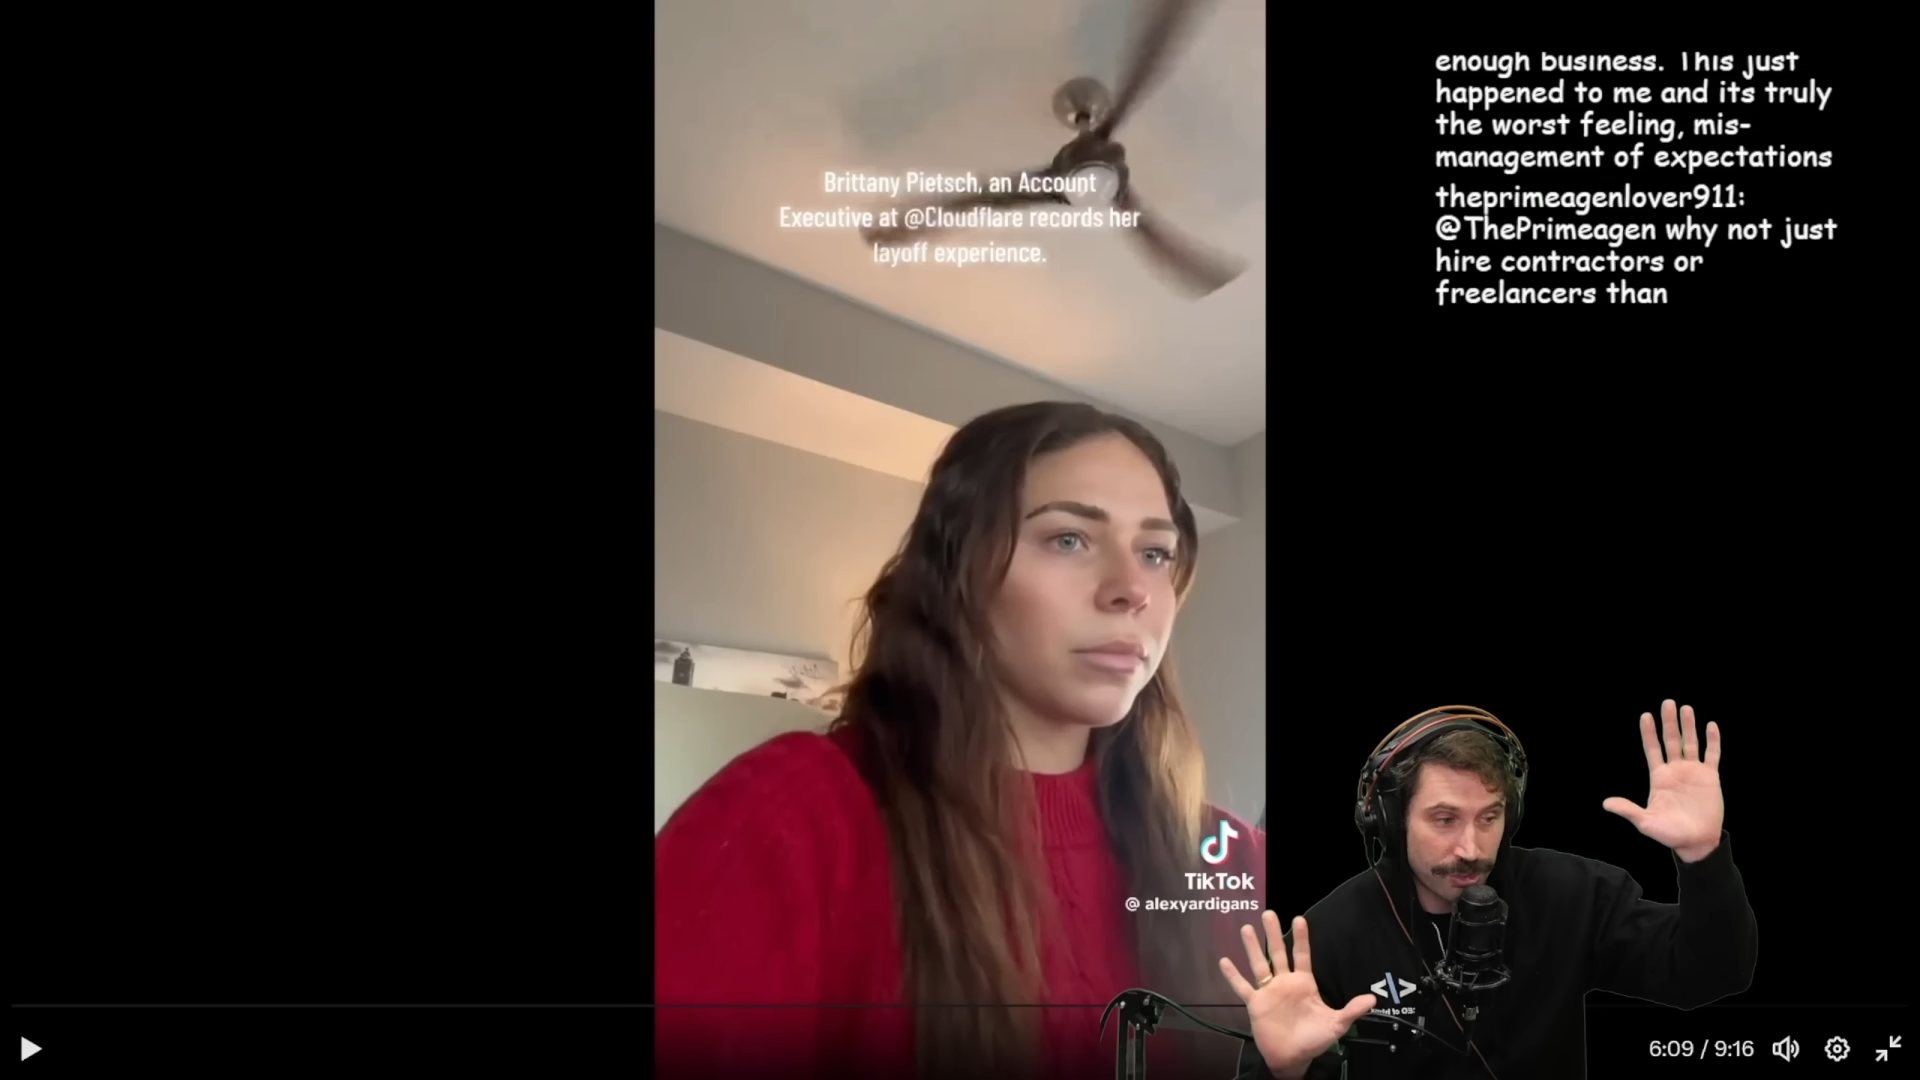 enough business. This just
happened to me and its truly
the worst feeling, mis-
management of expectations
theprimeagenlover911:
@ThePrimeagen why not just
hire contractors or
freelancers than
Brittany Pietsch, an Account
Executive at @Cloudflare records her
layoff experience.
TikTok
@ alexyardigans
</>
6:09 / 9:16